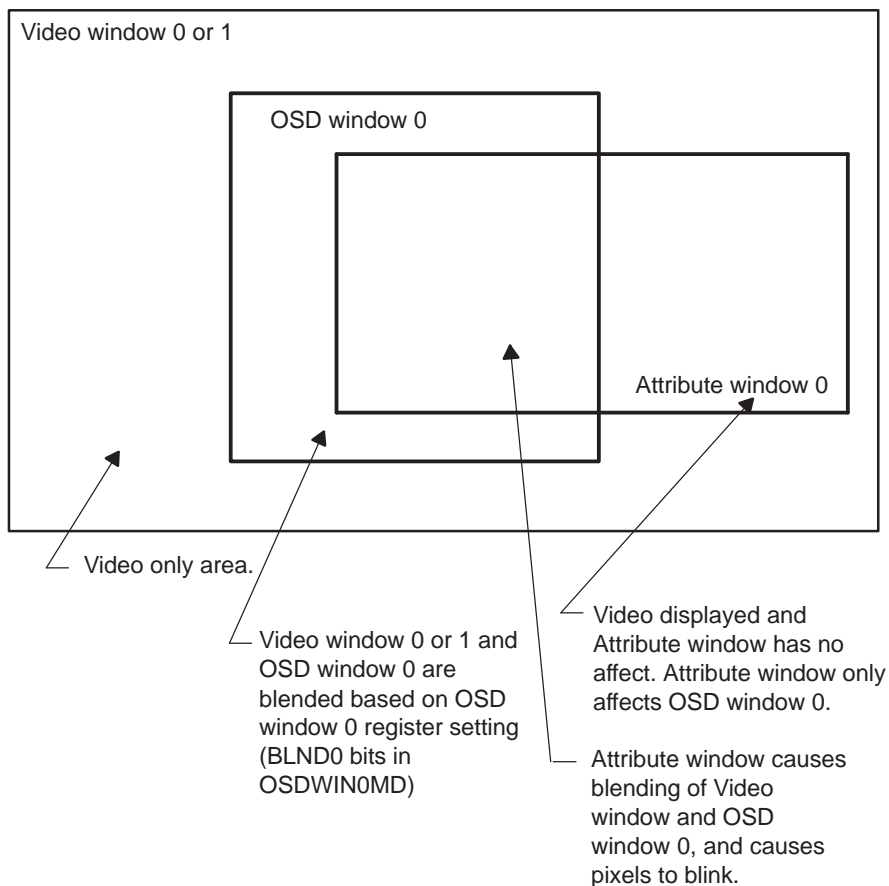 Video window 0 or 1
OSD window 0
Attribute window 0
Video only area.
Video window 0 or 1 and
OSD window 0 are
blended based on OSD
window 0 register setting
(BLND0 bits in
OSDWIN0MD)
Video displayed and
Attribute window has no
affect. Attribute window only
affects OSD window 0.
Attribute window causes
blending of Video
window and OSD
window 0, and causes
pixels to blink.